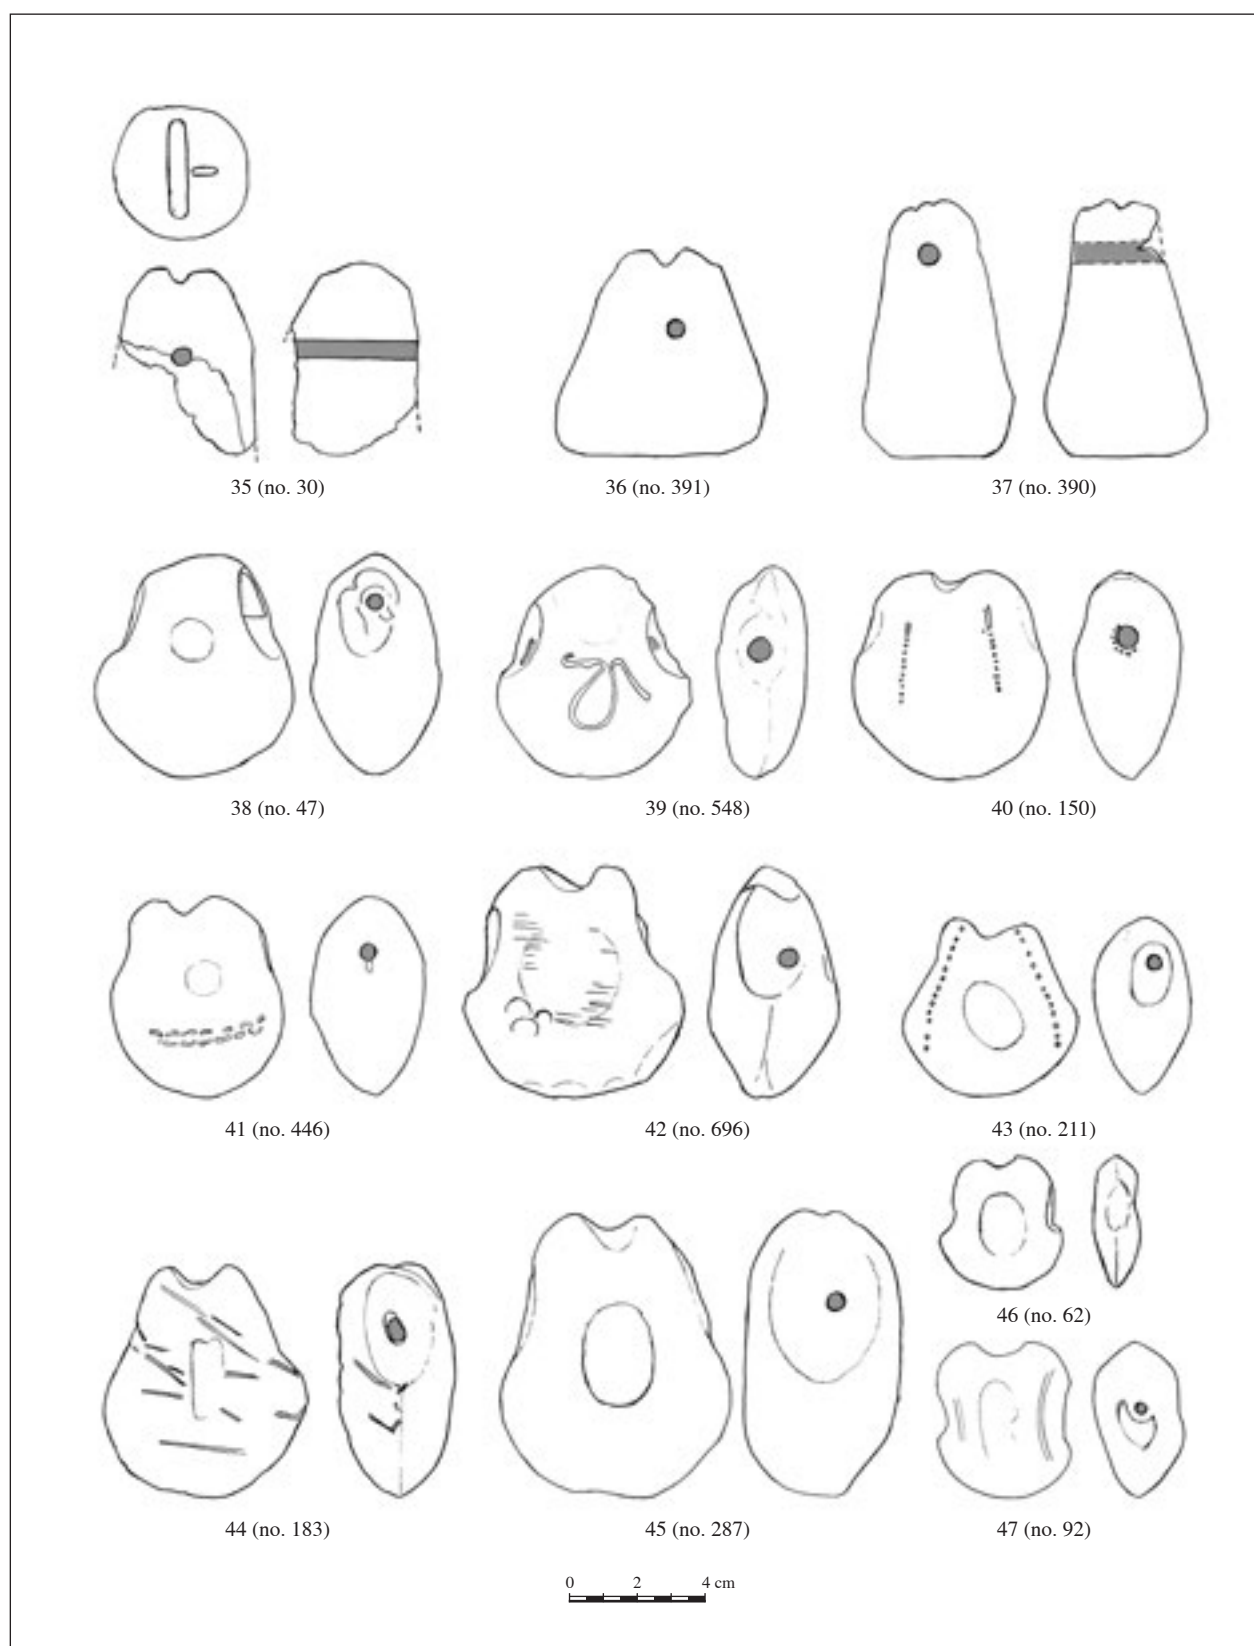 35 (no. 30)
36 (no. 391)
37 (no. 390)
38 (no. 47)
39 (no. 548)
40 (no. 150)
41 (no. 446)
42 (no. 696)
43 (no. 211)
46 (no. 62)
44 (no. 183)
45 (no. 287)
47 (no. 92)
0 2 4 cm